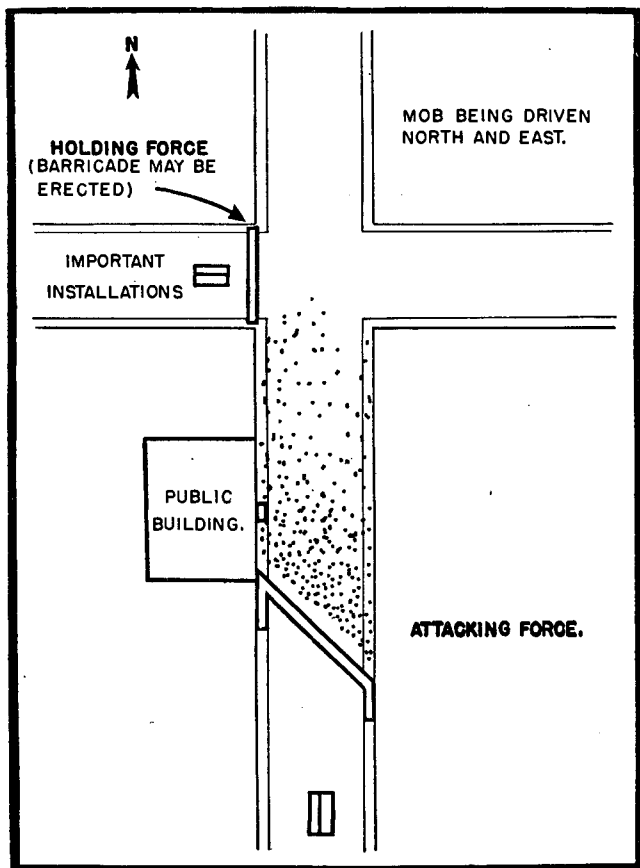 N
HOLDING FORCE
(BARRICADE MAY BE
ERECTED)
MOB BEING DRIVEN
NORTH AND EAST.
IMPORTANT
INSTALLATIONS
PUBLIC
BUILDING.
ATTACKING FORCE.